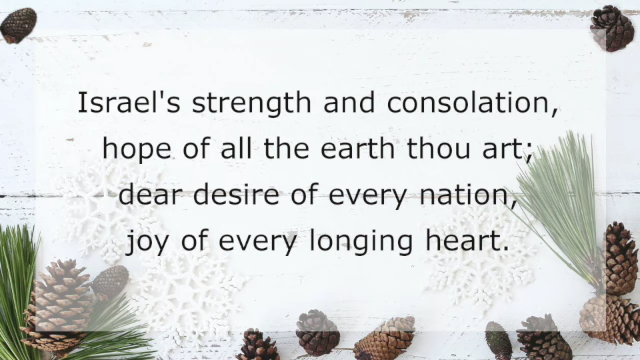 Israel's strength and consolation,
hope of all the earth thou art;
dear desire of every nation,
joy of every longing heart.